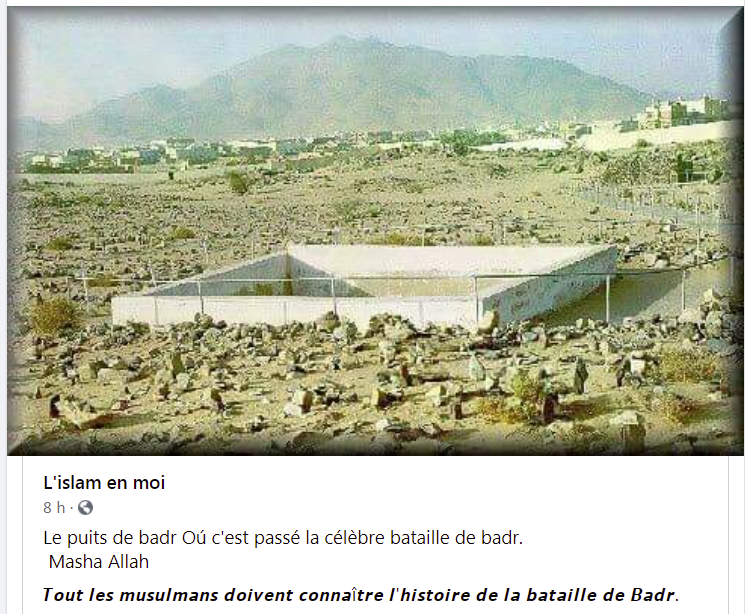 L'islam en moi
8 h ·
Le puits de badr Oú c'est passé la célèbre bataille de badr.
Masha Allah
Tout les musulmans doivent connaître l'histoire de la bataille de Badr.